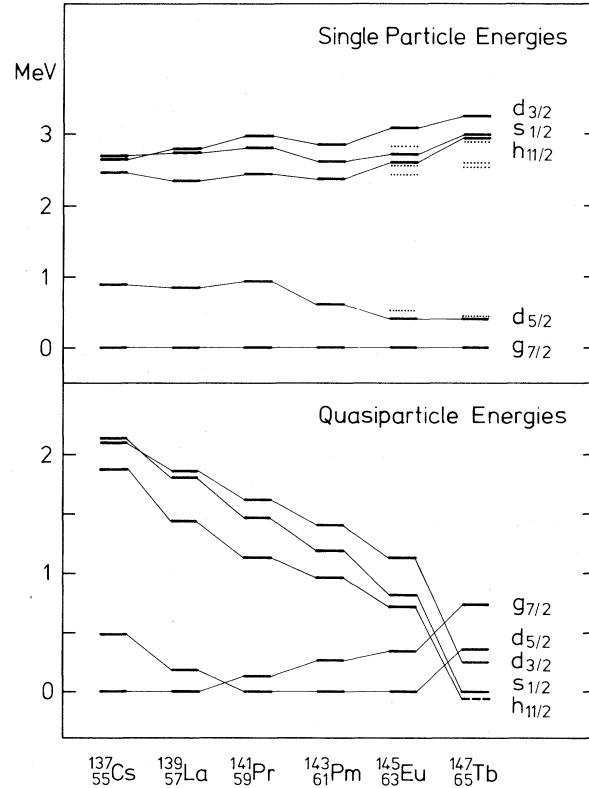 Single Particle Energies
MeV
d3/2
s1/2
h11/2
3
2
1
d5/2
g7/2
0
Quasiparticle Energies
2
1
g7/2
d5/2
d3/2
0
s1/2
h11/2
137 55Cs 139 57La 141 59Pr 143 61Pm 145 63Eu 147 65Tb